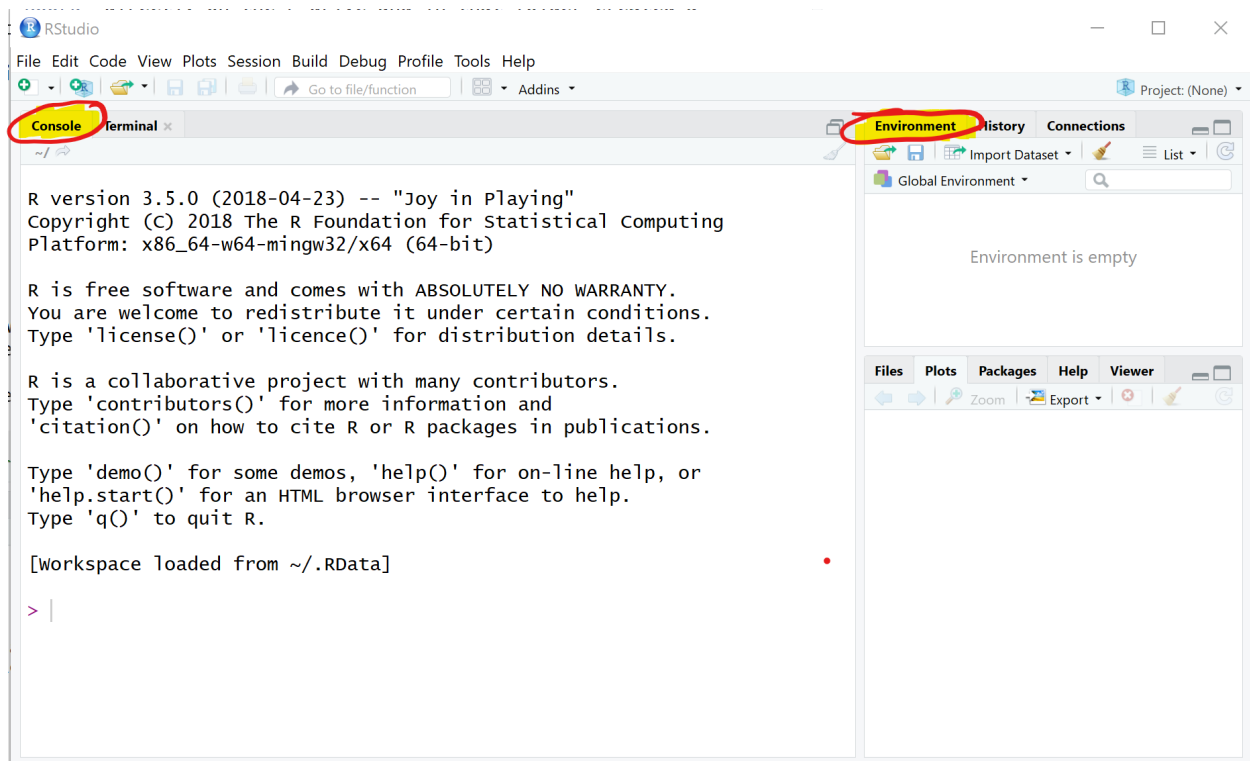 RStudio
File Edit Code View Plots Session Build Debug Profile Tools Help
Go to file/function Addins Project: (None)
Console Terminal
~/
R version 3.5.0 (2018-04-23) -- "Joy in Playing"
Copyright (C) 2018 The R Foundation for Statistical Computing
Platform: x86_64-w64-mingw32/x64 (64-bit)
R is free software and comes with ABSOLUTELY NO WARRANTY.
You are welcome to redistribute it under certain conditions.
Type 'license()' or 'licence()' for distribution details.
R is a collaborative project with many contributors.
Type 'contributors()' for more information and
'citation()' on how to cite R or R packages in publications.
Type 'demo()' for some demos, 'help()' for on-line help, or
'help.start()' for an HTML browser interface to help.
Type 'q()' to quit R.
[Workspace loaded from ~/.RData]
>
Environment History Connections
Import Dataset List
Global Environment
Environment is empty
Files Plots Packages Help Viewer
Zoom Export